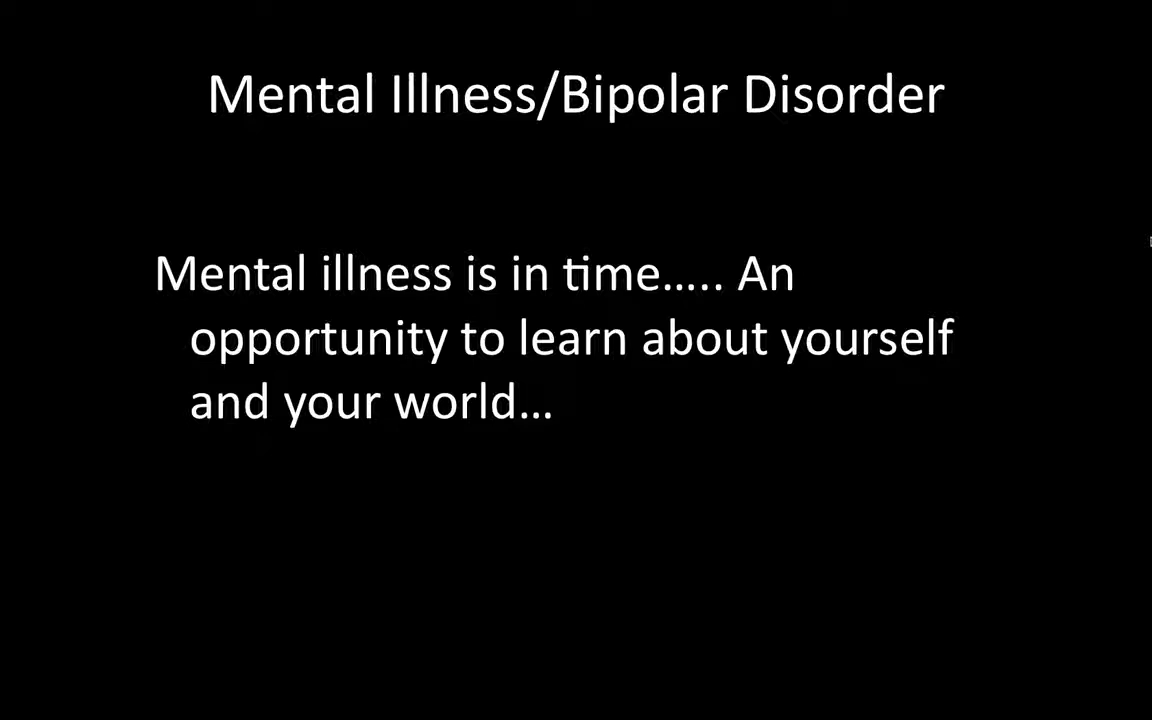 Mental Illness/Bipolar Disorder
Mental illness is in time..... An
opportunity to learn about yourself
and your world...